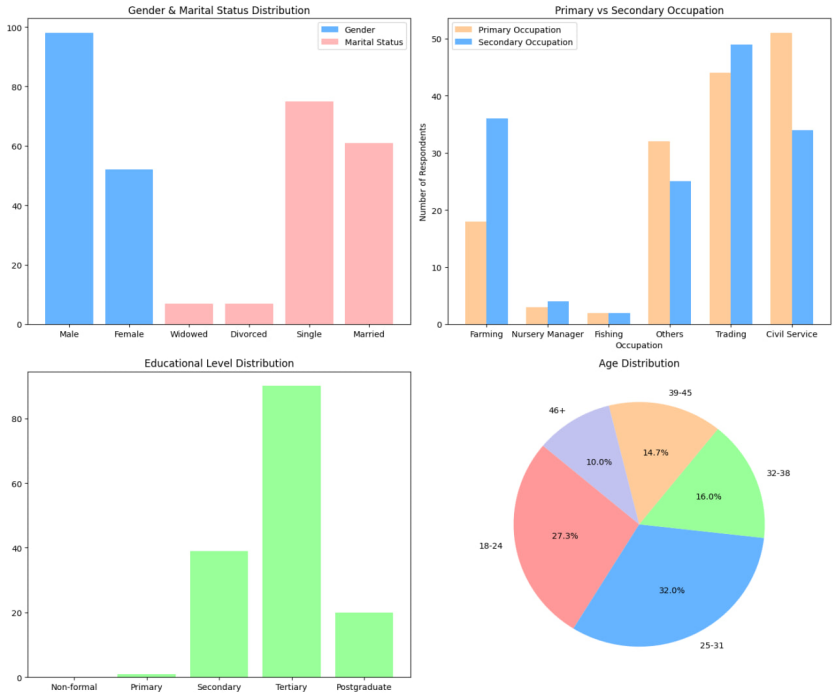 Gender & Marital Status Distribution
Gender
Marital Status
100
80
60
40
20
0
Male Female Widowed Divorced Single Married
Primary vs Secondary Occupation
Primary Occupation
Secondary Occupation
Number of Respondents
50
40
30
20
10
0
Farming Nursery Manager Fishing Others Trading Civil Service
Occupation
Educational Level Distribution
80
60
40
20
0
Non-formal Primary Secondary Tertiary Postgraduate
Age Distribution
39-45
46+
14.7%
10.0%
32-38
16.0%
18-24
27.3%
32.0%
25-31